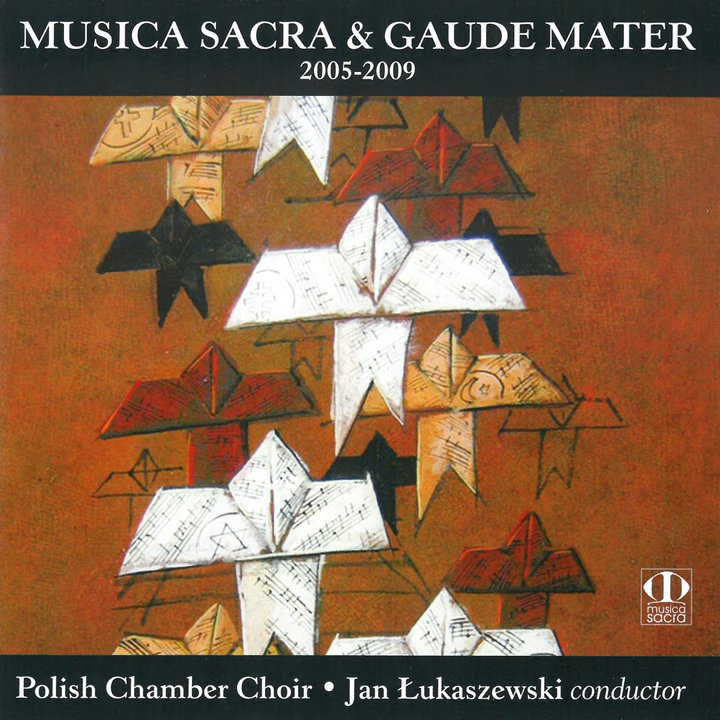 MUSICA SACRA & GAUDE MATER
2005-2009
musica
sacra
Polish Chamber Choir • Jan Łukaszewski conductor